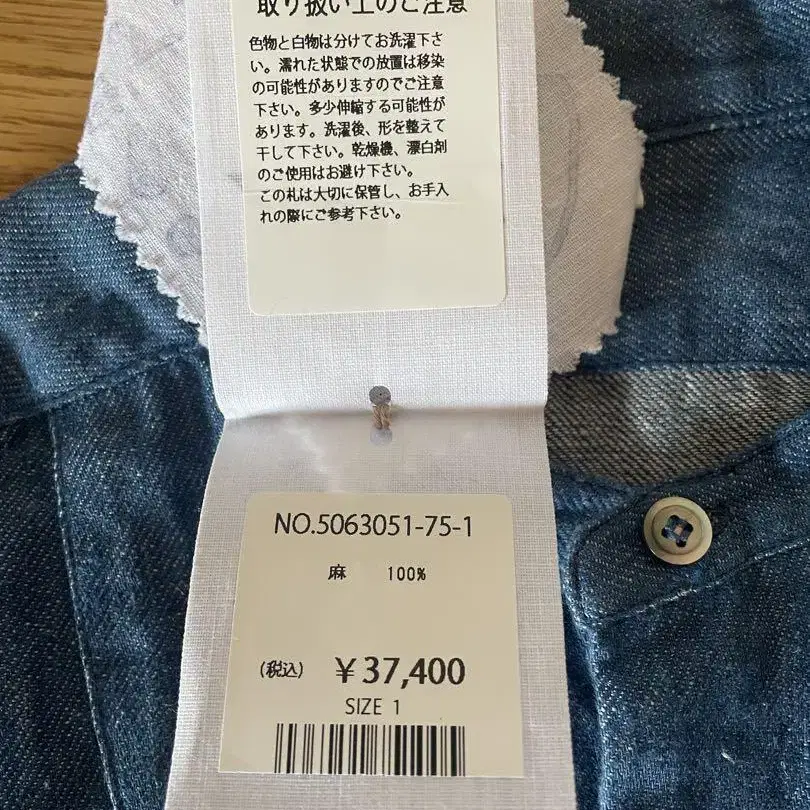 取り扱い上のご注意
色物と白物は分けてお洗濯下さ
い。濡れた状態での放置は移染
の可能性がありますのでご注意
下さい。多少伸縮する可能性が
あります。洗濯後、形を整えて
干して下さい。乾燥機、漂白剤
のご使用はお避け下さい。
この札は大切に保管し、お手入
れの際にご参考下さい。
NO.5063051-75-1
麻 100%
(税込) ¥37,400
SIZE 1